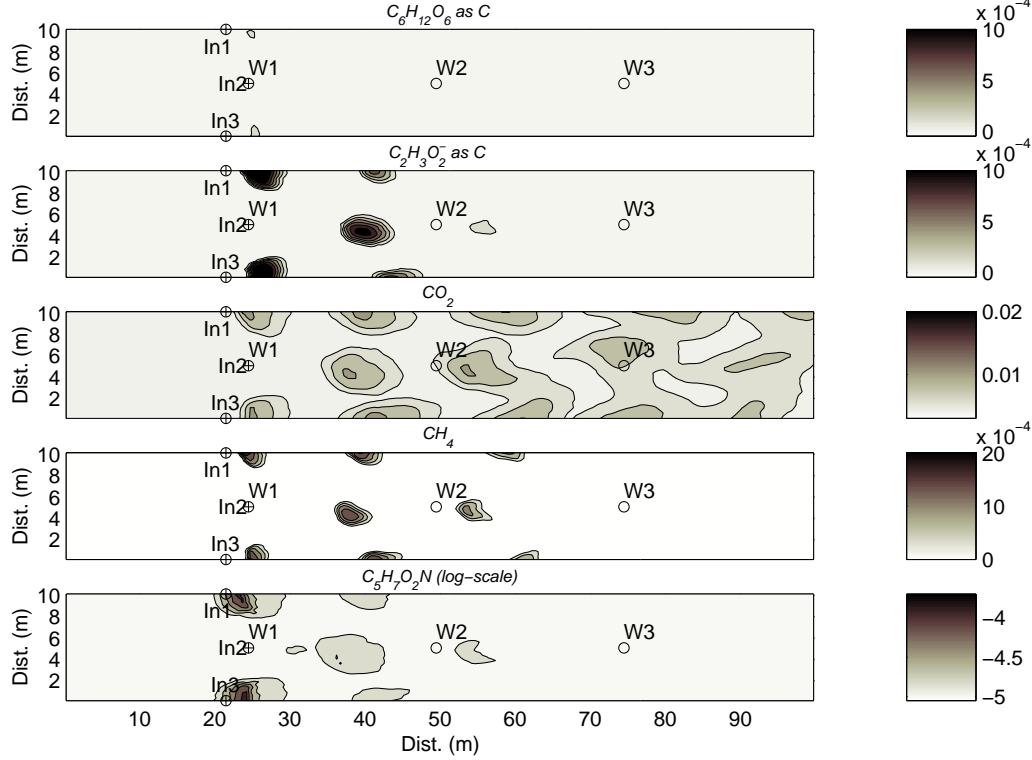 C6H12O6 as C
x 10−4
10
8
6
4
2
Dist. (m)
In1
In2
In3
W1
W2
W3
10
5
0
C2H3O2− as C
x 10−4
10
8
6
4
2
Dist. (m)
In1
In2
In3
W1
W2
W3
10
5
0
CO2
10
8
6
4
2
Dist. (m)
In1
In2
In3
W1
W2
W3
0.02
0.01
CH4
x 10−4
10
8
6
4
2
Dist. (m)
In1
In2
In3
W1
W2
W3
20
10
0
C5H7O2N (log−scale)
10
8
6
4
2
Dist. (m)
In1
In2
In3
W1
W2
W3
−4
−4.5
−5
10 20 30 40 50 60 70 80 90
Dist. (m)